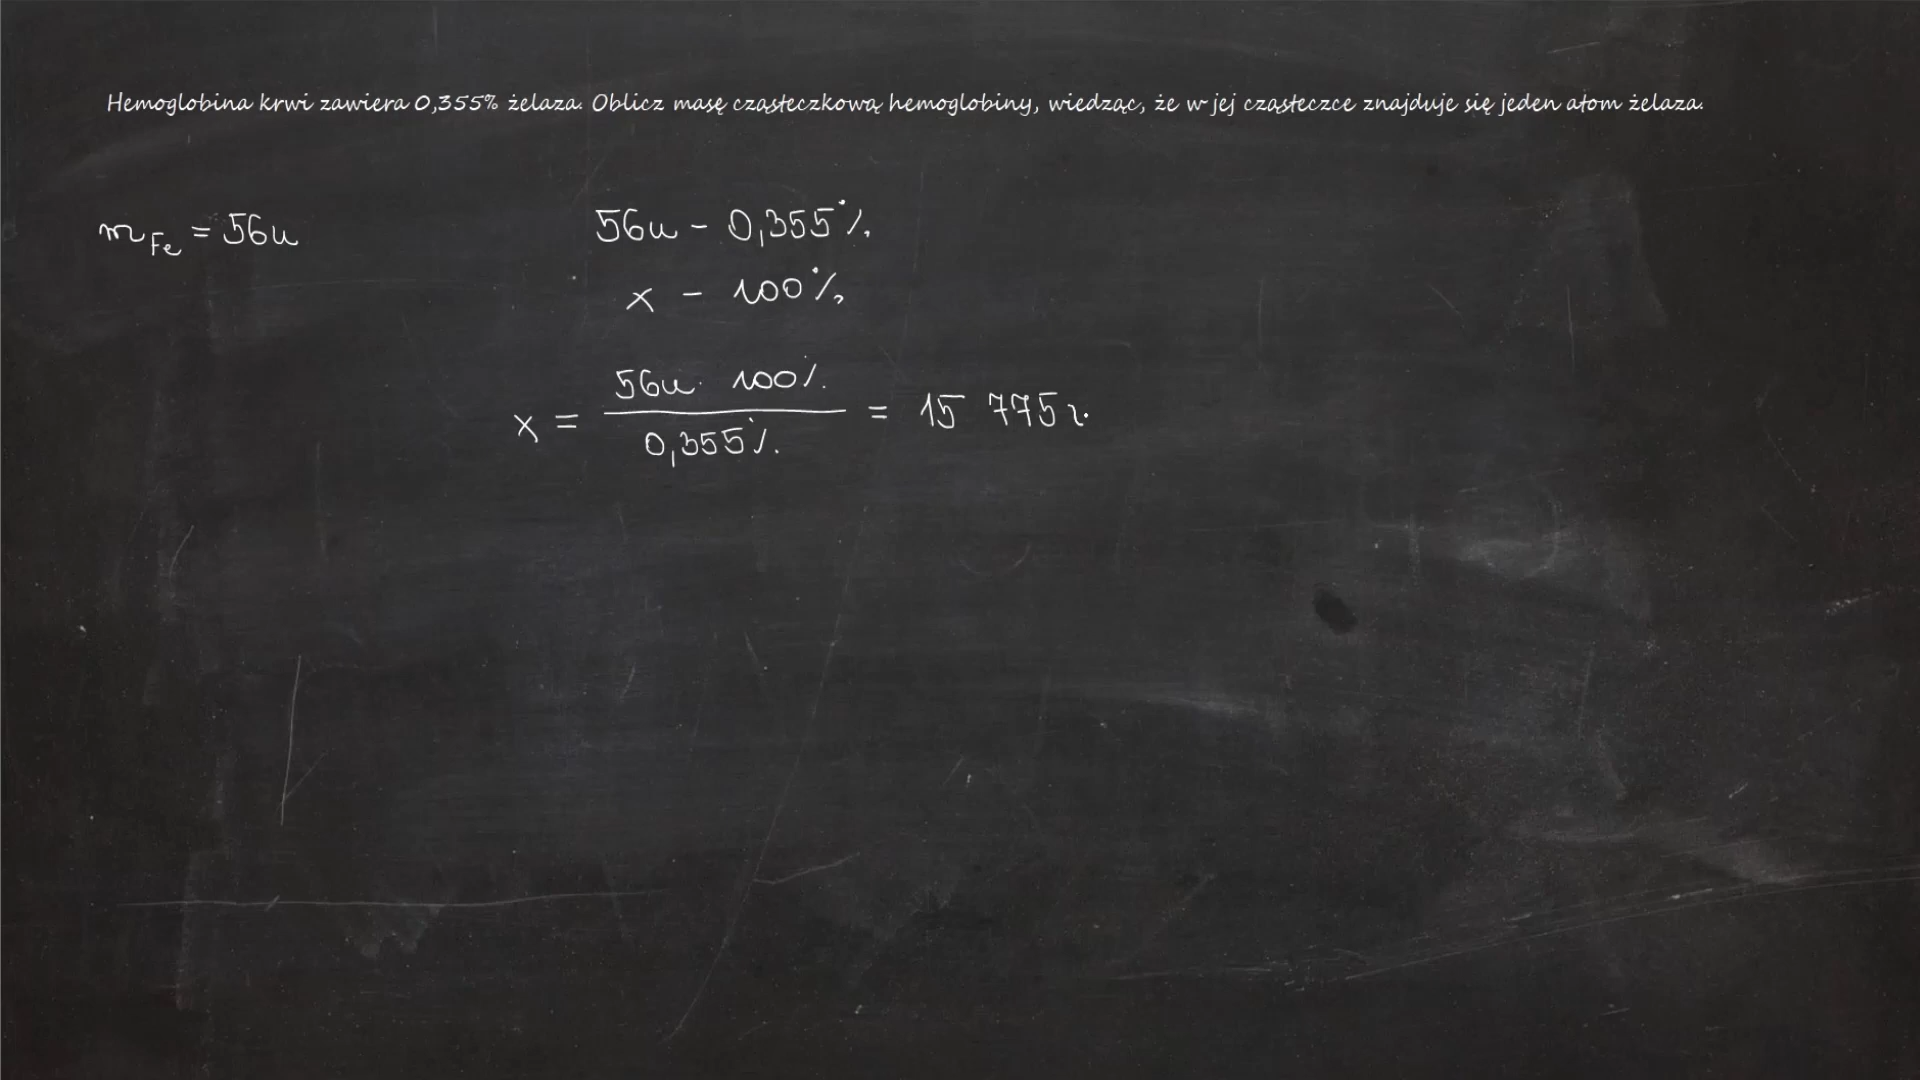 Hemoglobina krwi zawiera 0,355% żelaza. Oblicz masę cząsteczkową hemoglobiny, wiedząc, że w jej cząsteczce znajduje się jeden atom żelaza.
m Fe = 56u
56u - 0,355%
x - 100%
x = 56u · 100% / 0,355% = 15 775